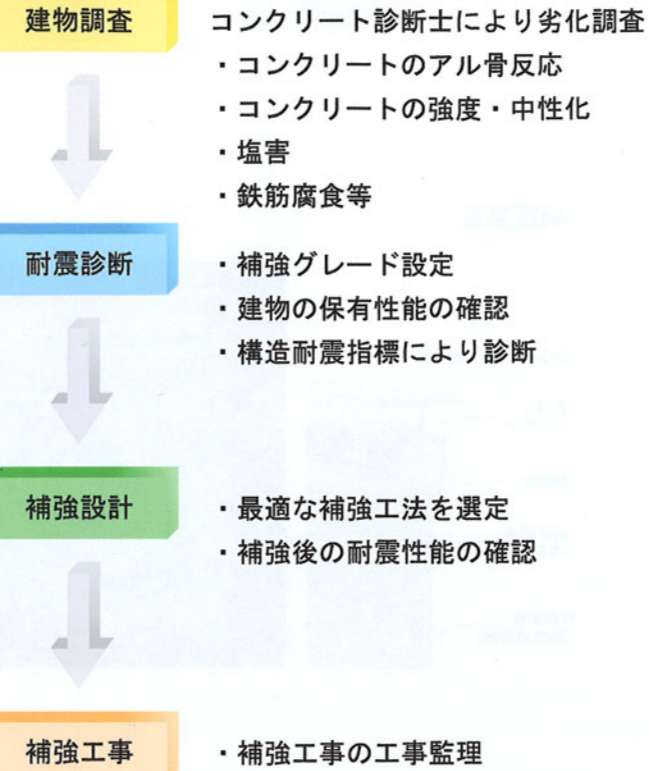 建物調査
コンクリート診断士により劣化調査
・コンクリートのアル骨反応
・コンクリートの強度・中性化
・塩害
・鉄筋腐食等
耐震診断
・補強グレード設定
・建物の保有性能の確認
・構造耐震指標により診断
補強設計
・最適な補強工法を選定
・補強後の耐震性能の確認
補強工事
・補強工事の工事監理